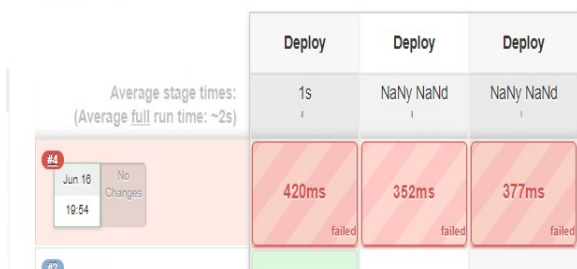 Deploy Deploy Deploy
Average stage times: 1s NaNy NaNd NaNy NaNd
(Average full run time: ~2s)
#4
Jun 16 No
Changes
19:54
420ms 352ms 377ms
failed failed failed